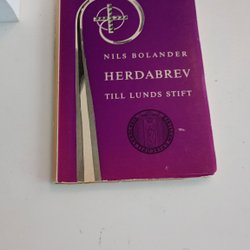 NILS BOLANDER
HERDABREV
TILL LUNDS STIFT